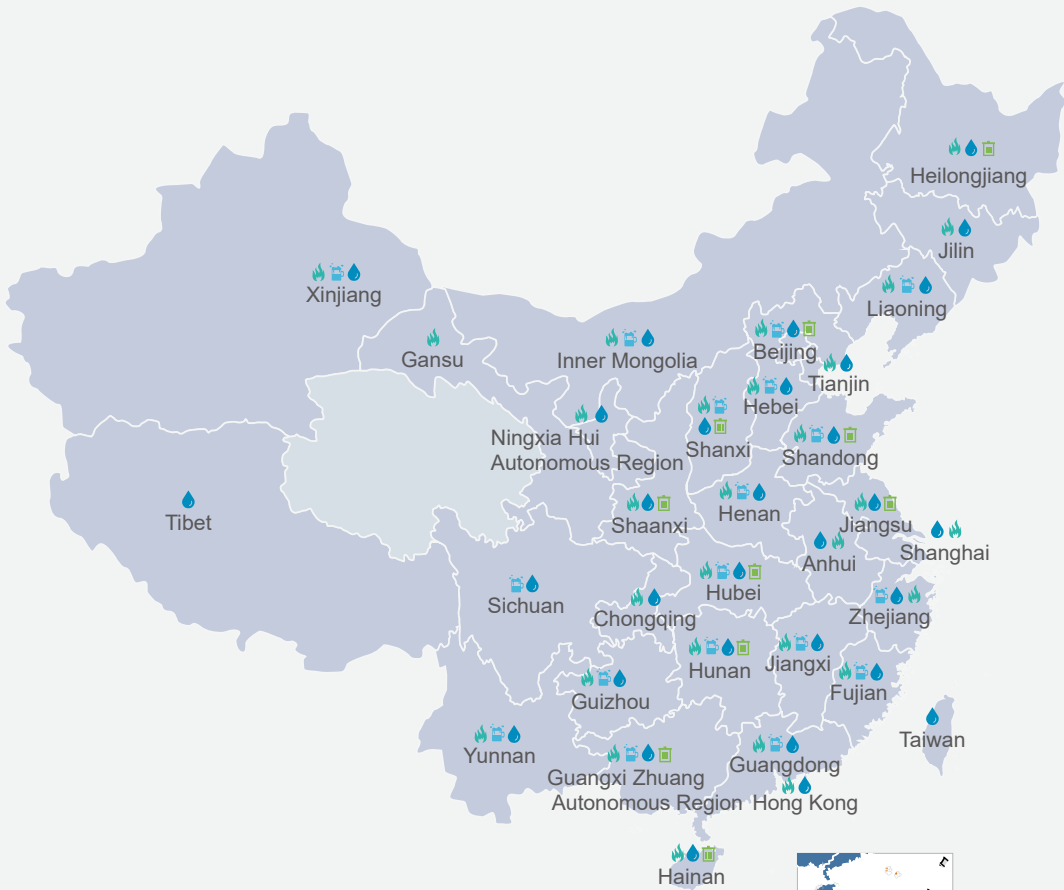 Heilongjiang
Jilin
Liaoning
Xinjiang
Gansu
Inner Mongolia
Beijing
Tianjin
Hebei
Ningxia Hui
Autonomous Region
Shanxi
Shandong
Tibet
Shaanxi
Henan
Jiangsu
Shanghai
Anhui
Sichuan
Chongqing
Hubei
Zhejiang
Hunan
Jiangxi
Guizhou
Fujian
Yunnan
Guangxi Zhuang
Autonomous Region
Guangdong
Hong Kong
Taiwan
Hainan